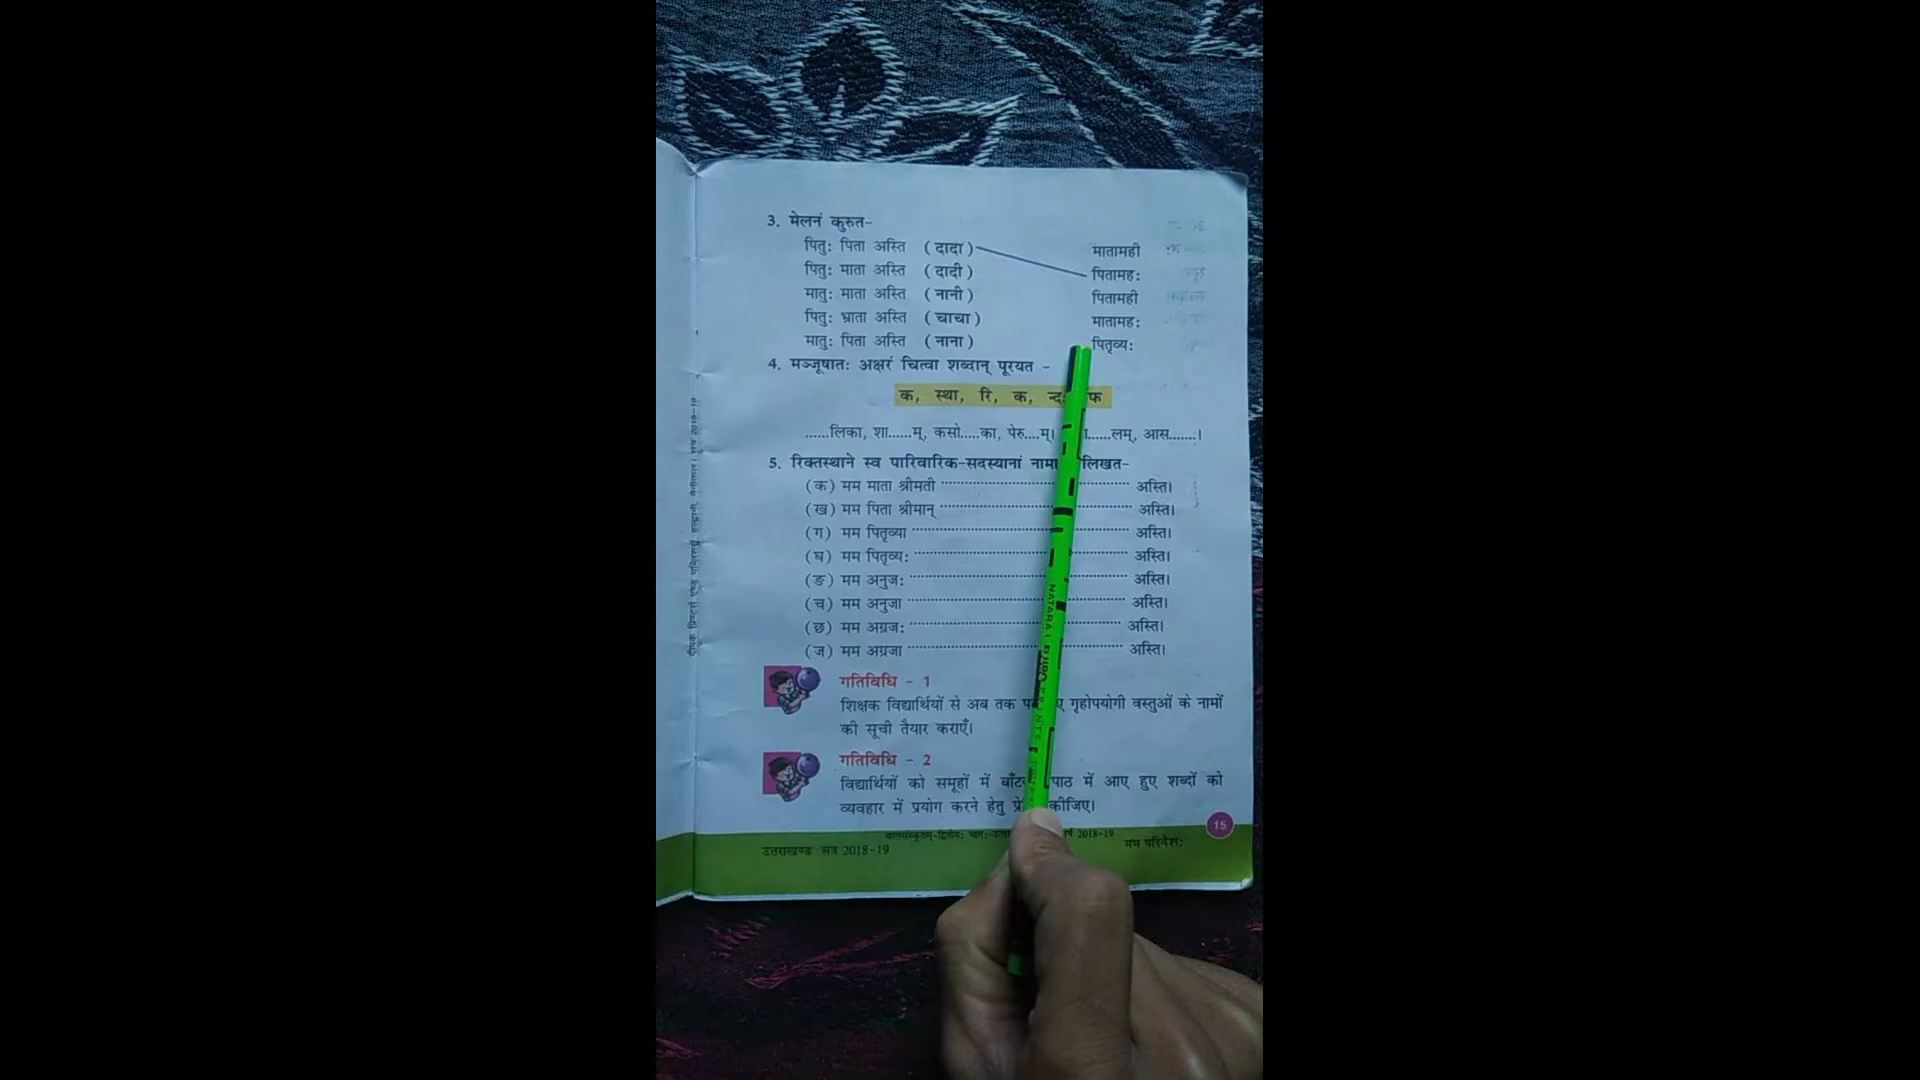 3. मेलनं कुरुत-
पितुः पिता अस्ति (दादा) मातामही
पितुः माता अस्ति (दादी) पितामहः
मातुः माता अस्ति (नानी) पितामही
पितुः भ्राता अस्ति (चाचा) मातामहः
मातुः पिता अस्ति (नाना) पितृव्यः
4. मञ्जूषातः अक्षरं चित्वा शब्दान् पूरयत -
क, स्था, रि, क, न्दः फ
......लिका, शा......म्, कसो.....का, पेरु....म्। ......लम्, आस.......।
5. रिक्तस्थाने स्व पारिवारिक-सदस्यानां नामा लिखत-
(क) मम माता श्रीमती ........................ अस्ति।
(ख) मम पिता श्रीमान् ........................ अस्ति।
(ग) मम पितृव्या ........................ अस्ति।
(घ) मम पितृव्यः ........................ अस्ति।
(ङ) मम अनुजः ........................ अस्ति।
(च) मम अनुजा ........................ अस्ति।
(छ) मम अग्रजः ........................ अस्ति।
(ज) मम अग्रजा ........................ अस्ति।
गतिविधि - 1
शिक्षक विद्यार्थियों से अब तक गृहोपयोगी वस्तुओं के नामों
की सूची तैयार कराएँ।
गतिविधि - 2
विद्यार्थियों को समूहों में पाठ में आए हुए शब्दों को
व्यवहार में प्रयोग करने हेतु कीजिए।
15
2018-19
उत्तराखण्ड सत्र 2018-19 मम परिवेशः
NATARAJ